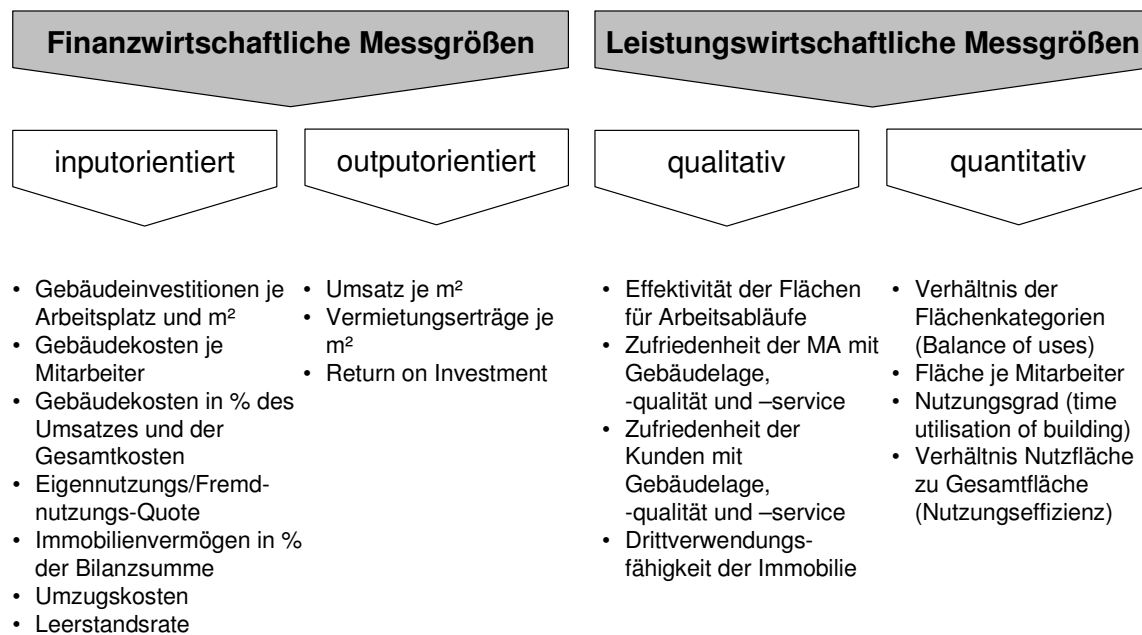 Finanzwirtschaftliche Messgrößen
inputorientiert
• Gebäudeinvestitionen je
Arbeitsplatz und m²
• Gebäudekosten je
Mitarbeiter
• Gebäudekosten in % des
Umsatzes und der
Gesamtkosten
• Eigennutzungs/Fremd-
nutzungs-Quote
• Immobilienvermögen in %
der Bilanzsumme
• Umzugskosten
• Leerstandsrate
outputorientiert
• Umsatz je m²
• Vermietungserträge je
m²
• Return on Investment
Leistungswirtschaftliche Messgrößen
qualitativ
• Effektivität der Flächen
für Arbeitsabläufe
• Zufriedenheit der MA mit
Gebäudelage,
-qualität und –service
• Zufriedenheit der
Kunden mit
Gebäudelage,
-qualität und –service
• Drittverwendungs-
fähigkeit der Immobilie
quantitativ
• Verhältnis der
Flächenkategorien
(Balance of uses)
• Fläche je Mitarbeiter
• Nutzungsgrad (time
utilisation of building)
• Verhältnis Nutzfläche
zu Gesamtfläche
(Nutzungseffizienz)